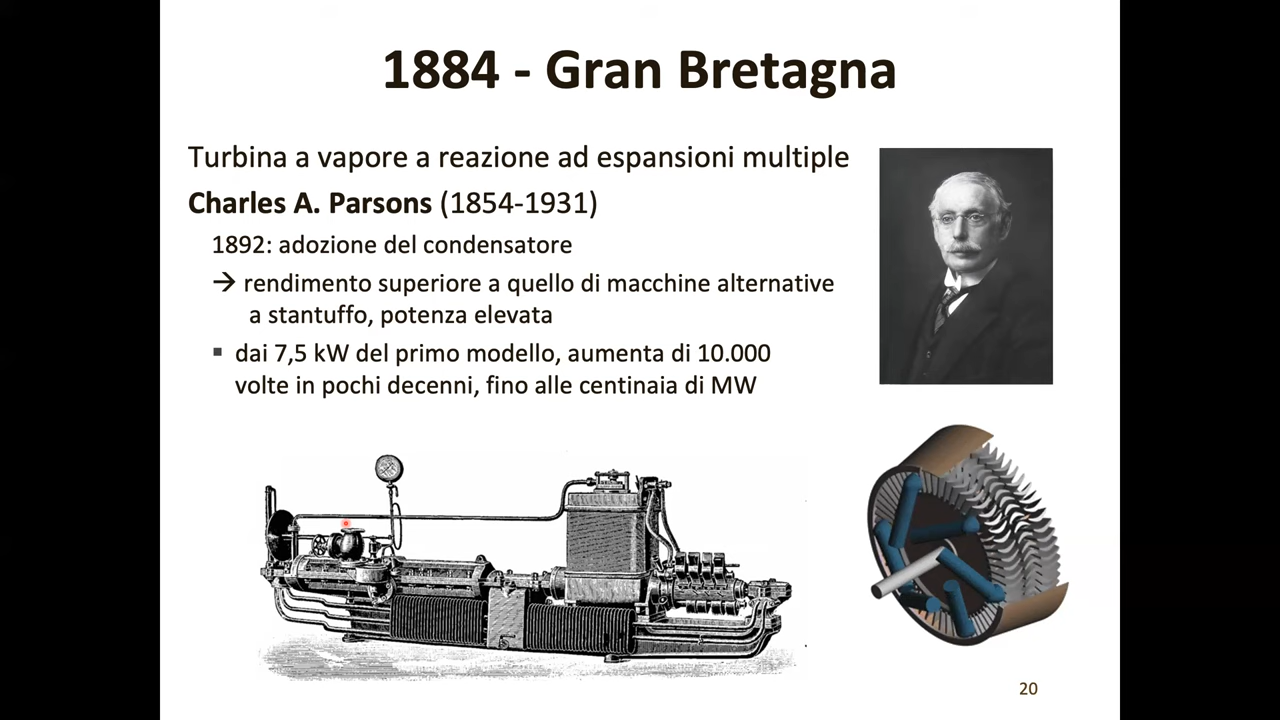 1884 - Gran Bretagna
Turbina a vapore a reazione ad espansioni multiple
Charles A. Parsons (1854-1931)
1892: adozione del condensatore
→ rendimento superiore a quello di macchine alternative
a stantuffo, potenza elevata
▪ dai 7,5 kW del primo modello, aumenta di 10.000
volte in pochi decenni, fino alle centinaia di MW
20